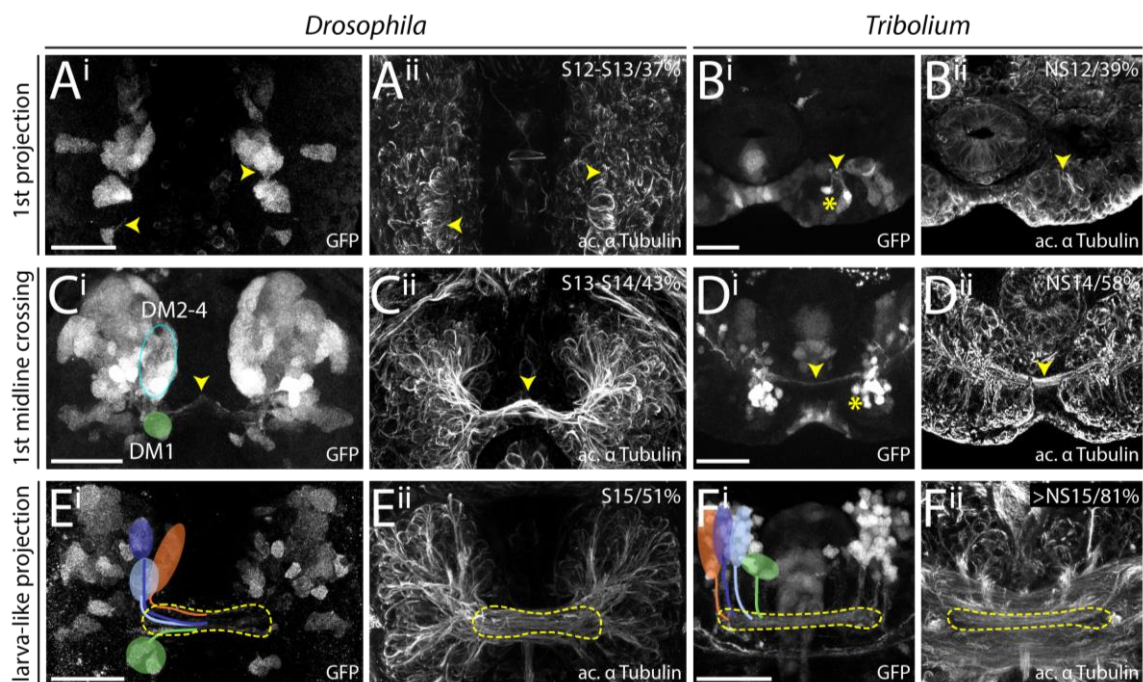 Drosophila
Tribolium
1st projection
Ai
GFP
Aii
S12-S13/37%
ac. α Tubulin
Bi
*
GFP
Bii
NS12/39%
ac. α Tubulin
1st midline crossing
Ci
DM2-4
DM1
GFP
Cii
S13-S14/43%
ac. α Tubulin
Di
*
GFP
Dii
NS14/58%
ac. α Tubulin
larva-like projection
Ei
GFP
Eii
S15/51%
ac. α Tubulin
Fi
GFP
Fii
>NS15/81%
ac. α Tubulin